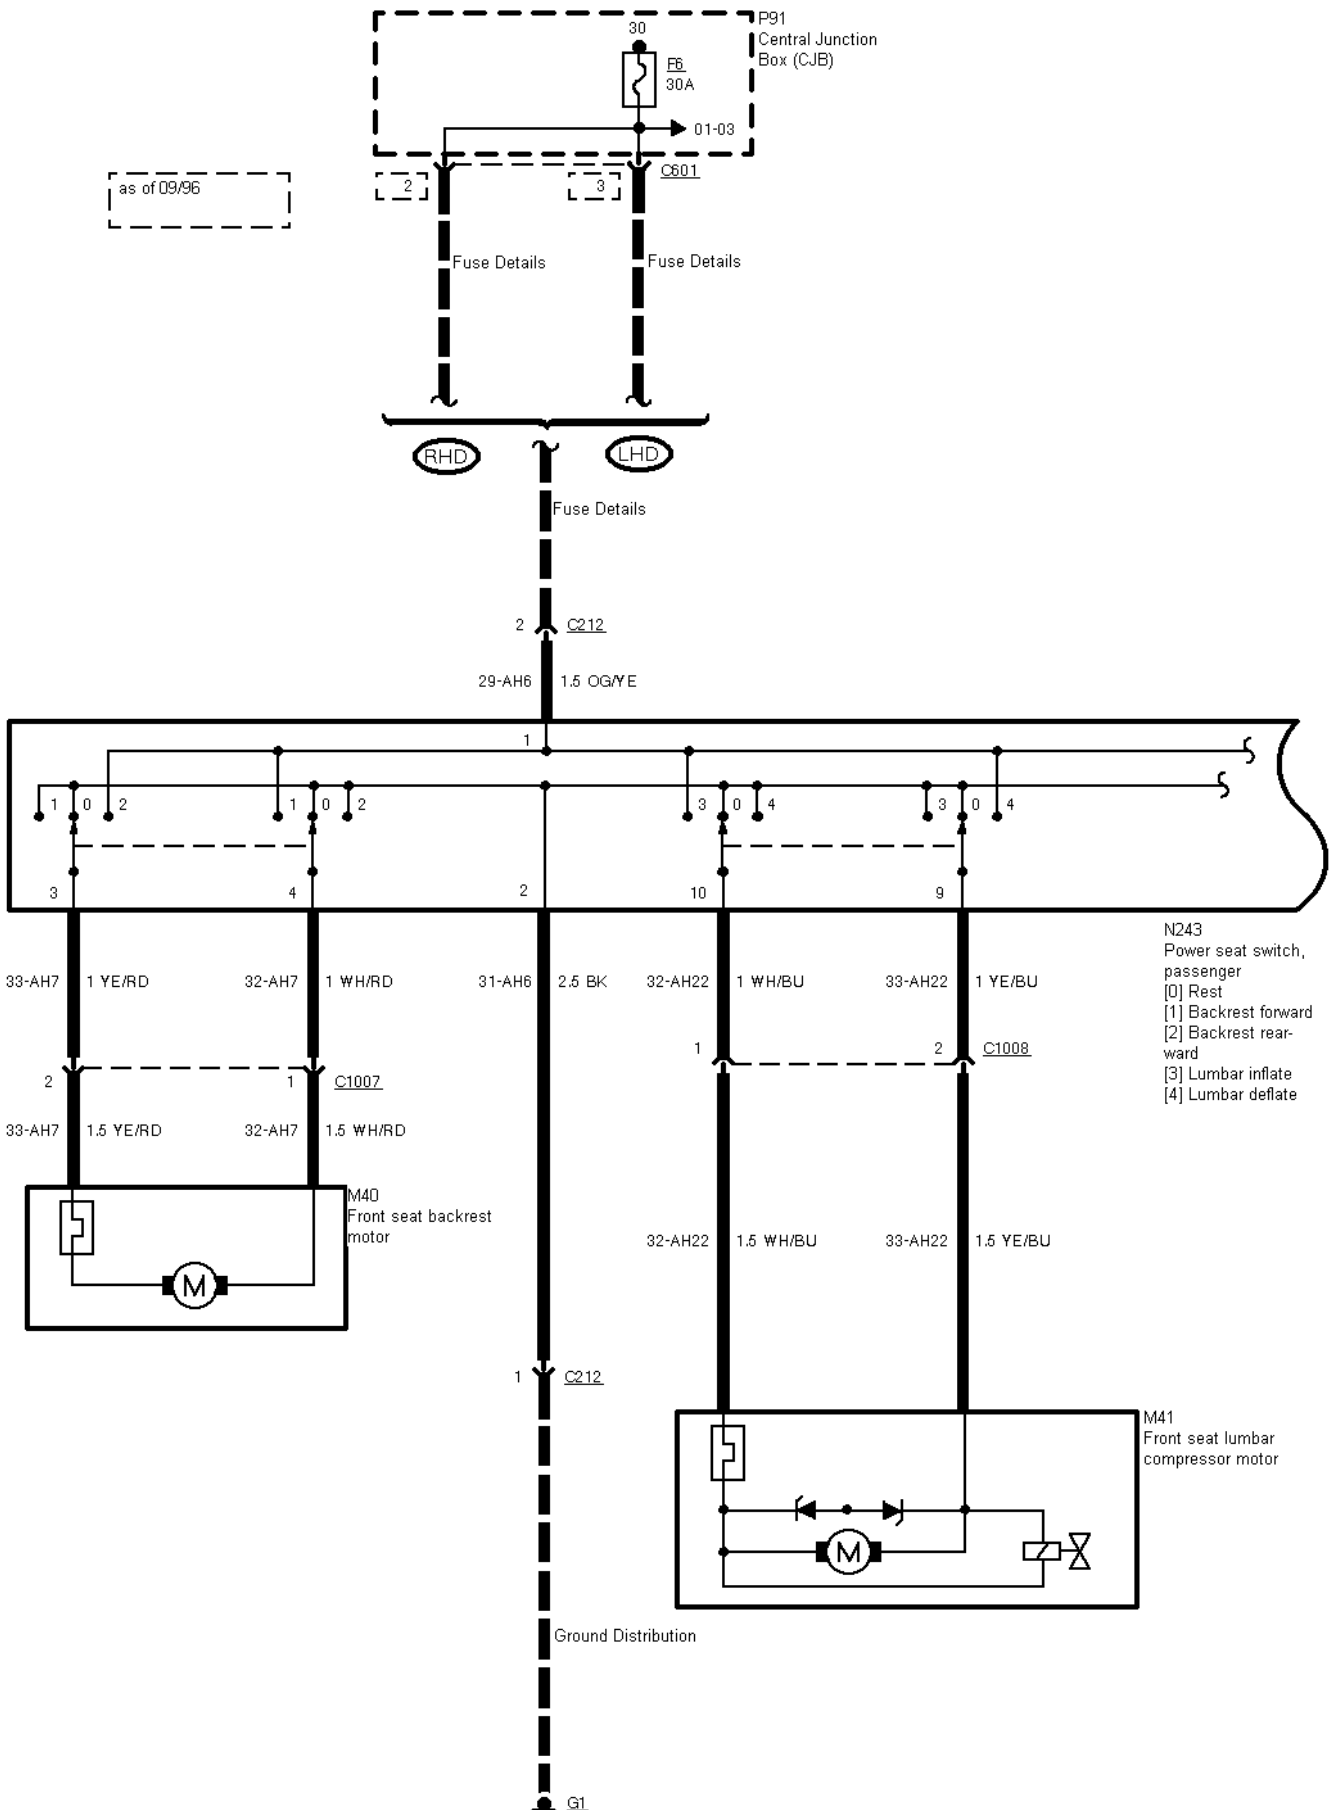 P91
Central Junction
Box (CJB)
30
F6
30A
01-03
C601
2
3
as of 09/96
Fuse Details
Fuse Details
RHD
LHD
Fuse Details
2
C212
29-AH6
1.5 OG/YE
1
1 0 2
1 0 2
3 0 4
3 0 4
3
4
2
10
9
N243
Power seat switch,
passenger
[0] Rest
[1] Backrest forward
[2] Backrest rear-
ward
[3] Lumbar inflate
[4] Lumbar deflate
33-AH7
1 YE/RD
32-AH7
1 WH/RD
31-AH6
2.5 BK
32-AH22
1 WH/BU
33-AH22
1 YE/BU
1
2
C1008
2
1
C1007
33-AH7
1.5 YE/RD
32-AH7
1.5 WH/RD
M40
Front seat backrest
motor
M
32-AH22
1.5 WH/BU
33-AH22
1.5 YE/BU
1
C212
M41
Front seat lumbar
compressor motor
M
Ground Distribution
G1